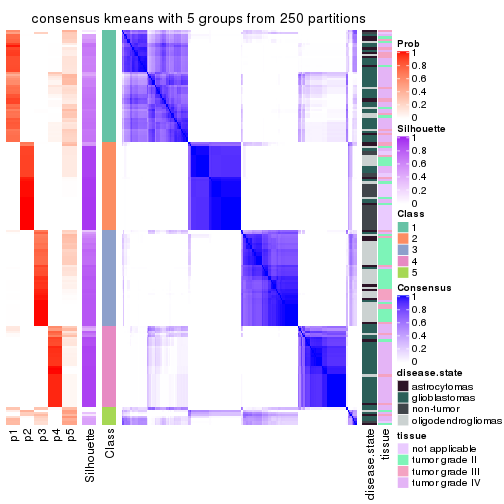 consensus kmeans with 5 groups from 250 partitions
p1
p2
p3
p4
p5
Silhouette
Class
disease.state
tissue
Prob
1
0.8
0.6
0.4
0.2
0
Silhouette
1
0.8
0.6
0.4
0.2
0
Class
1
2
3
4
5
Consensus
1
0.8
0.6
0.4
0.2
0
disease.state
astrocytomas
glioblastomas
non-tumor
oligodendrogliomas
tissue
not applicable
tumor grade II
tumor grade III
tumor grade IV